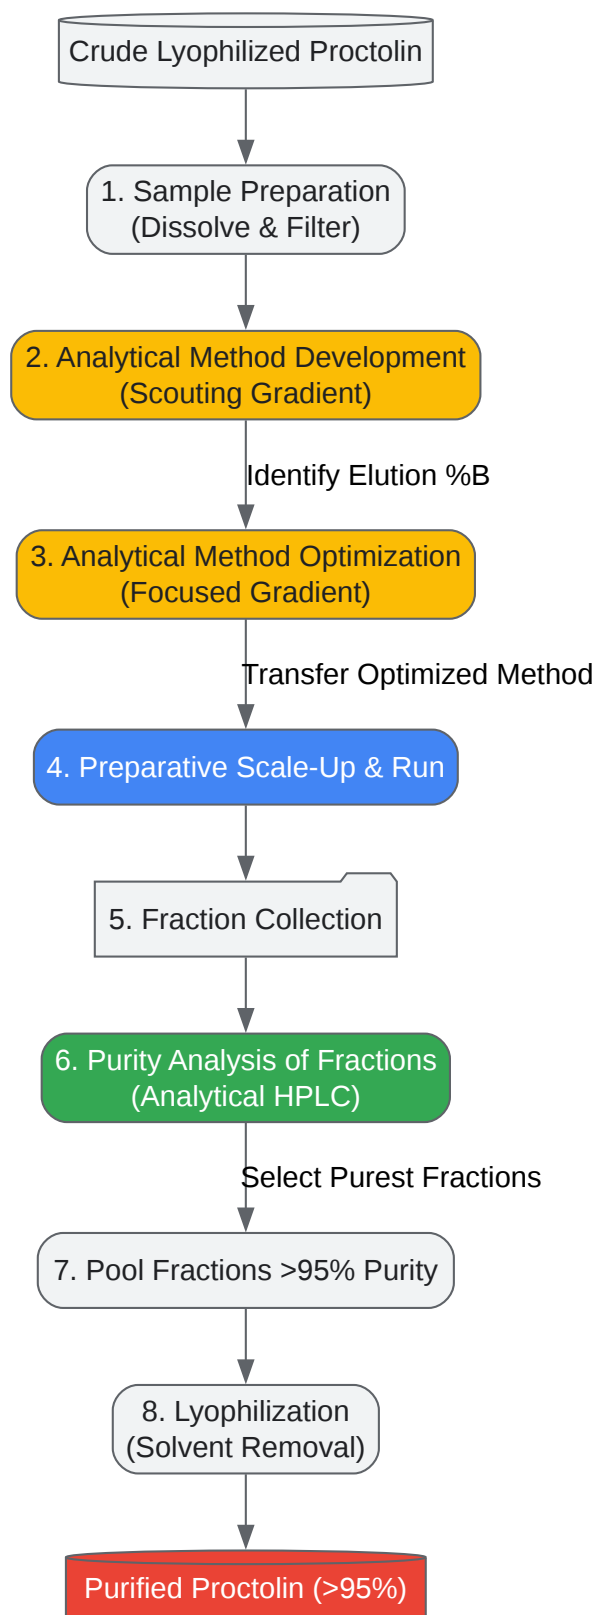 Crude Lyophilized Proctolin
1. Sample Preparation
(Dissolve & Filter)
2. Analytical Method Development
(Scouting Gradient)
Identify Elution %B
3. Analytical Method Optimization
(Focused Gradient)
Transfer Optimized Method
4. Preparative Scale-Up & Run
5. Fraction Collection
6. Purity Analysis of Fractions
(Analytical HPLC)
Select Purest Fractions
7. Pool Fractions >95% Purity
8. Lyophilization
(Solvent Removal)
Purified Proctolin (>95%)